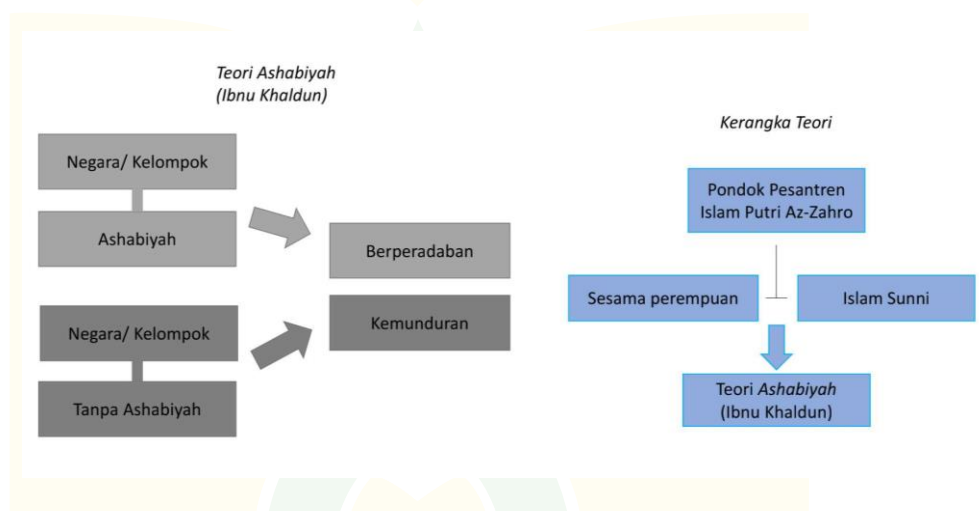 Teori Ashabiyah
(Ibnu Khaldun)
Negara/ Kelompok
Ashabiyah
Berperadaban
Negara/ Kelompok
Kemunduran
Tanpa Ashabiyah
Kerangka Teori
Pondok Pesantren
Islam Putri Az-Zahro
Sesama perempuan
Islam Sunni
Teori Ashabiyah
(Ibnu Khaldun)